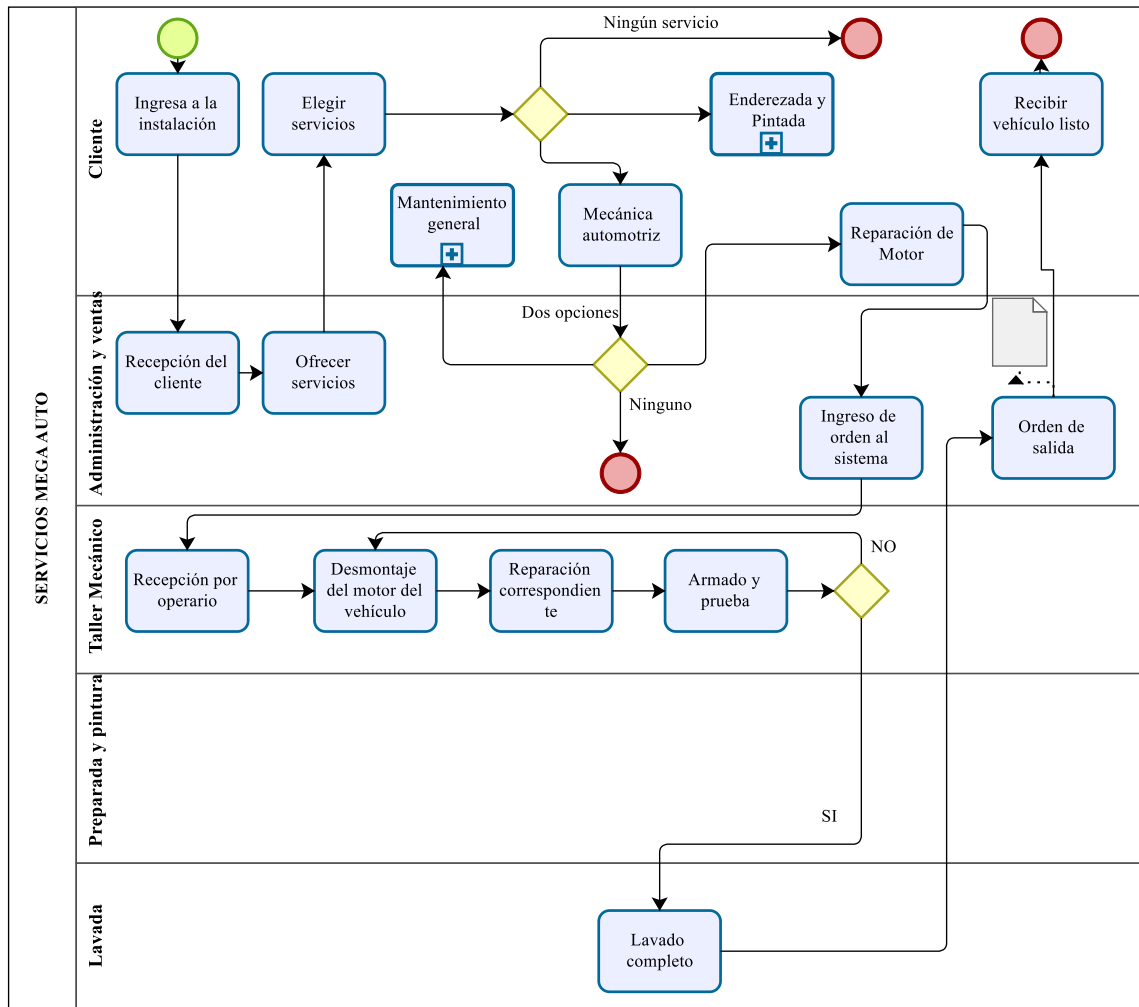 SERVICIOS MEGA AUTO
Cliente
Ningún servicio
Ingresa a la
instalación
Elegir
servicios
Enderezada y
Pintada
Recibir
vehículo listo
Mantenimiento
general
Mecánica
automotriz
Reparación de
Motor
Administración y ventas
Dos opciones
Recepción del
cliente
Ofrecer
servicios
Ninguno
Ingreso de
orden al
sistema
Orden de
salida
Taller Mecánico
NO
Recepción por
operario
Desmontaje
del motor del
vehículo
Reparación
correspondie
nte
Armado y
prueba
Preparada y pintura
SI
Lavada
Lavado
completo